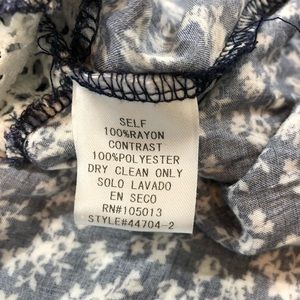 SELF
100%RAYON
CONTRAST
100%POLYESTER
DRY CLEAN ONLY
SOLO LAVADO
EN SECO
RN#105013
STYLE#44704-2